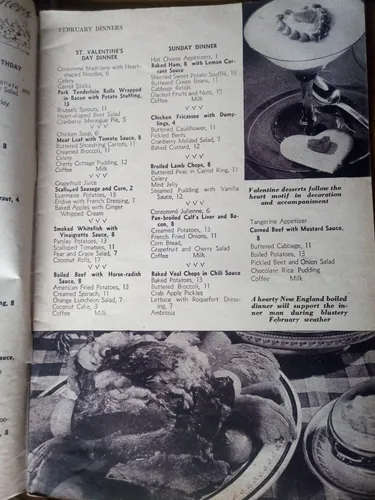 FEBRUARY DINNERS
ST. VALENTINE'S
DAY DINNER
Consommé Madrilene with Heart-
shaped Noodles, 6
Celery
Carrot Sticks
Pork Tenderloin Rolls Wrapped
in Bacon with Potato Stuffing,
13
Brussels Sprouts, 11
Heart-shaped Beet Salad
Cranberry Meringue Pie, 5
VVV
Chicken Soup, 6
Meat Loaf with Tomato Sauce, 8
Buttered Shoestring Carrots, 11
Creamed Broccoli, 11
Celery
Cherry Cottage Pudding, 12
Coffee Milk
VVV
Grapefruit Juice
Scalloped Sausage and Corn, 2
Lyonnaise Potatoes, 13
Endive with French Dressing, 7
Baked Apples with Ginger
Whipped Cream
VVV
Smoked Whitefish with
Vinaigrette Sauce, 8
Parsley Potatoes, 13
Scalloped Tomatoes, 11
Pear and Grape Salad, 7
Coconut Rolls, 17
VVV
Boiled Beef with Horse-radish
Sauce, 8
American Fried Potatoes, 13
Creamed Spinach, 11
Orange Luncheon Salad, 7
Coconut Cake, 3
Coffee Milk
SUNDAY DINNER
Hot Cheese Appetizers, 1
Baked Ham, 8 with Lemon Cur-
rant Sauce
Sherried Sweet Potato Soufflé, 11
Buttered Green Beans, 11
Cabbage Relish
Glacéed Fruits and Nuts, 15
Coffee Milk
VVV
Chicken Fricassee with Dump-
lings, 4
Buttered Cauliflower, 11
Pickled Beets
Cranberry Molded Salad, 7
Baked Custard, 12
VVV
Broiled Lamb Chops, 8
Buttered Peas in Carrot Ring, 11
Celery
Mint Jelly
Steamed Pudding with Vanilla
Sauce, 12
VVV
Consommé Julienne, 6
Pan-broiled Calf's Liver and Ba-
con, 8
Creamed Potatoes, 13
French Fried Onions, 11
Corn Bread,
Grapefruit and Cherry Salad
Coffee Milk
VVV
Baked Veal Chops in Chili Sauce
Baked Potatoes, 13
Buttered Broccoli, 11
Crab Apple Pickles
Lettuce with Roquefort Dress-
ing, 7
Ambrosia
Valentine desserts follow the
heart motif in decoration
and accompaniment
Tangerine Appetizer
Corned Beef with Mustard Sauce,
8
Buttered Cabbage, 11
Boiled Potatoes, 13
Pickled Beet and Onion Salad
Chocolate Rice Pudding
Coffee Milk
A hearty New England boiled
dinner will support the in-
ner man during blustery
February weather